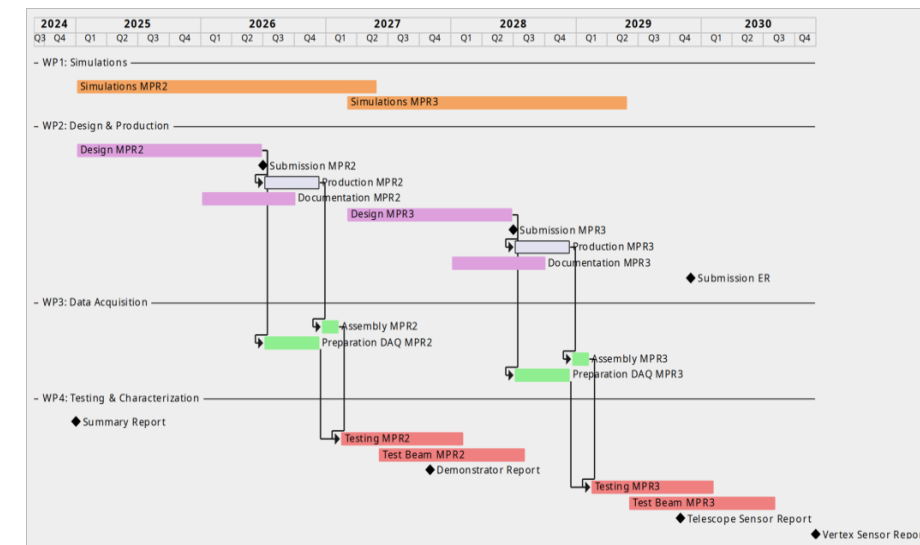 2024 2025 2026 2027 2028 2029 2030
Q3 Q4 Q1 Q2 Q3 Q4 Q1 Q2 Q3 Q4 Q1 Q2 Q3 Q4 Q1 Q2 Q3 Q4 Q1 Q2 Q3 Q4 Q1 Q2 Q3 Q4
WP1: Simulations
Simulations MPR2
Simulations MPR3
WP2: Design & Production
Design MPR2
Submission MPR2
Production MPR2
Documentation MPR2
Design MPR3
Submission MPR3
Production MPR3
Documentation MPR3
Submission ER
WP3: Data Acquisition
Assembly MPR2
Preparation DAQ MPR2
Assembly MPR3
Preparation DAQ MPR3
WP4: Testing & Characterization
Summary Report
Testing MPR2
Test Beam MPR2
Demonstrator Report
Testing MPR3
Test Beam MPR3
Telescope Sensor Report
Vertex Sensor Repo